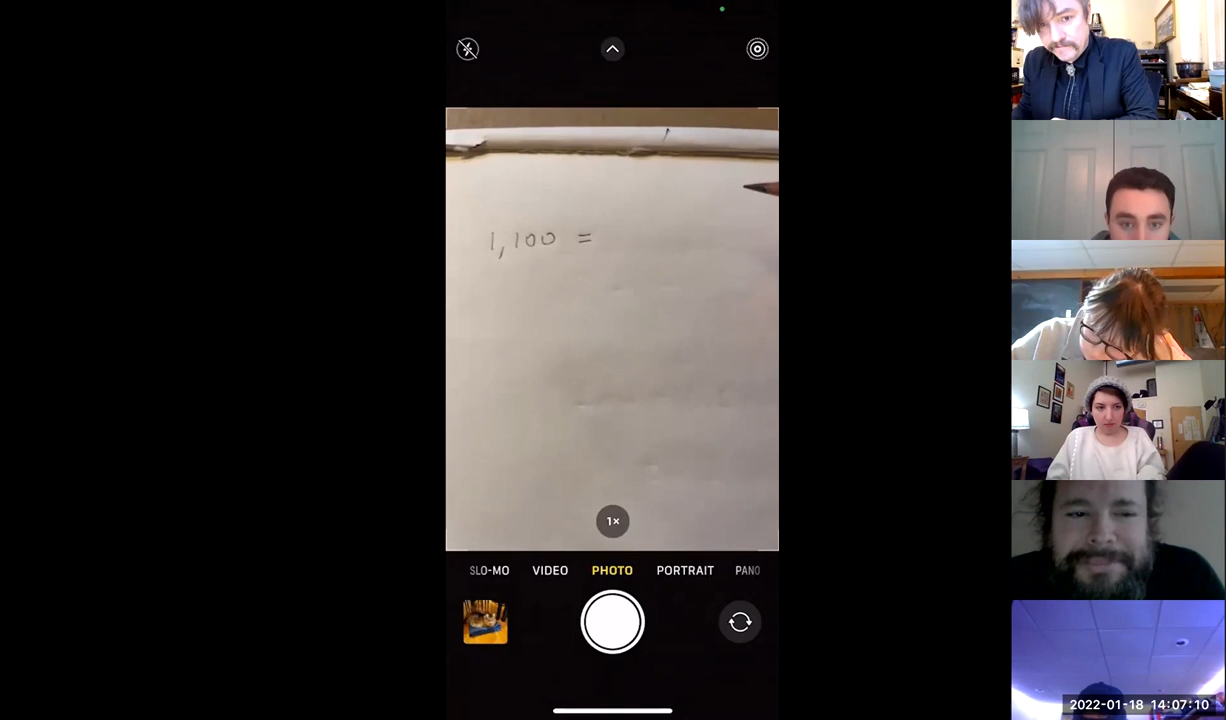 1,100 =
1×
SLO-MO VIDEO PHOTO PORTRAIT PANO
2022-01-18 14:07:10